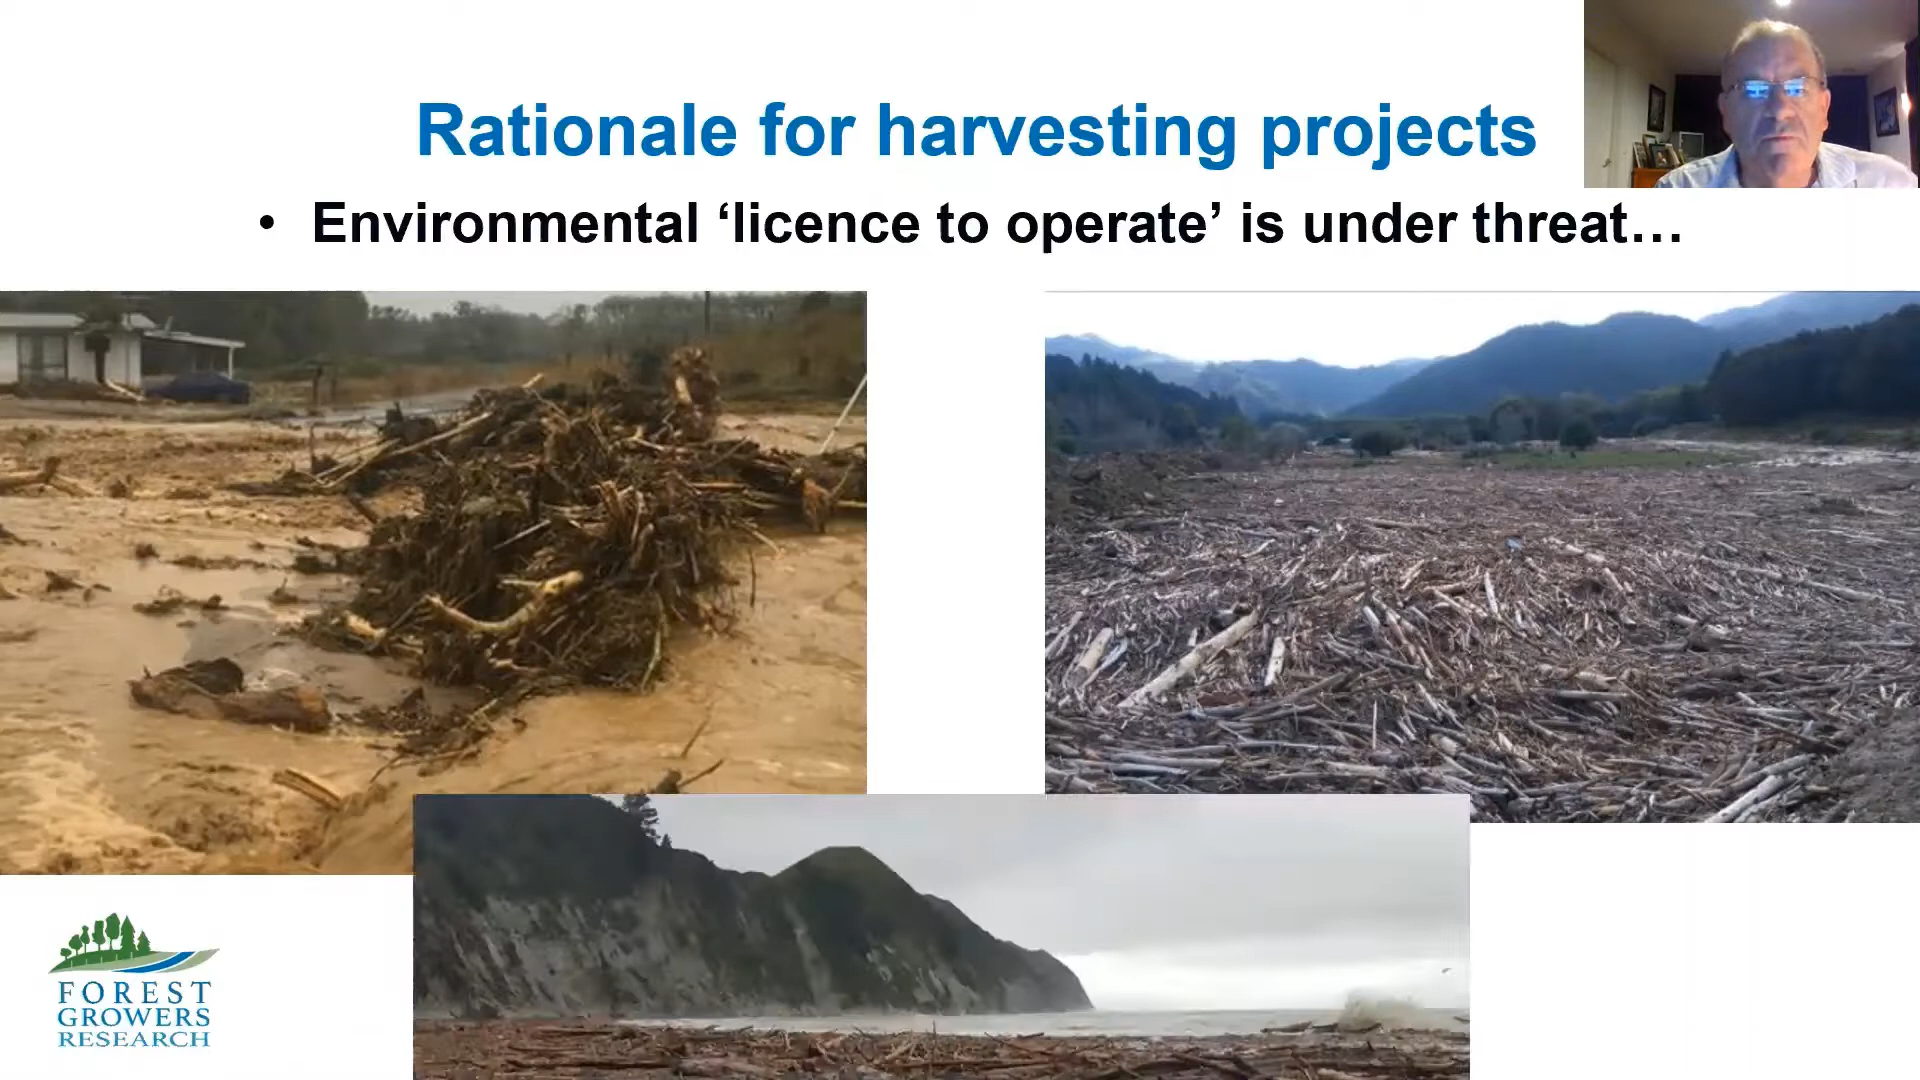 Rationale for harvesting projects
• Environmental ‘licence to operate’ is under threat…
FOREST
GROWERS
RESEARCH